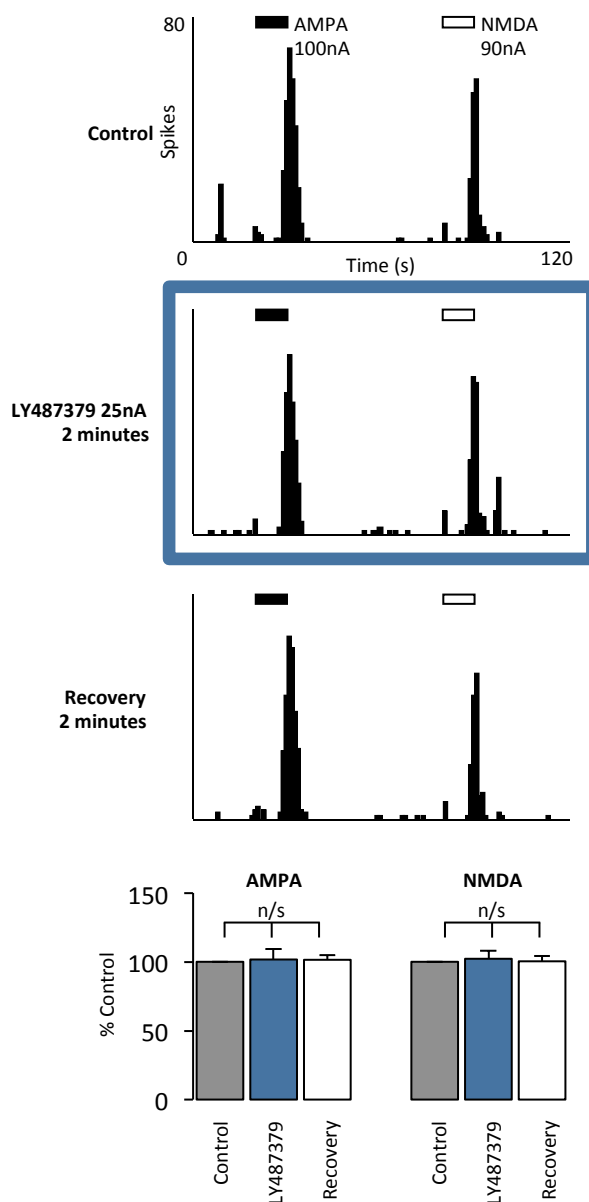 80
AMPA
100nA
NMDA
90nA
Control
Spikes
0
Time (s)
120
LY487379 25nA
2 minutes
Recovery
2 minutes
AMPA
NMDA
150
n/s
n/s
100
% Control
50
0
Control
LY487379
Recovery
Control
LY487379
Recovery